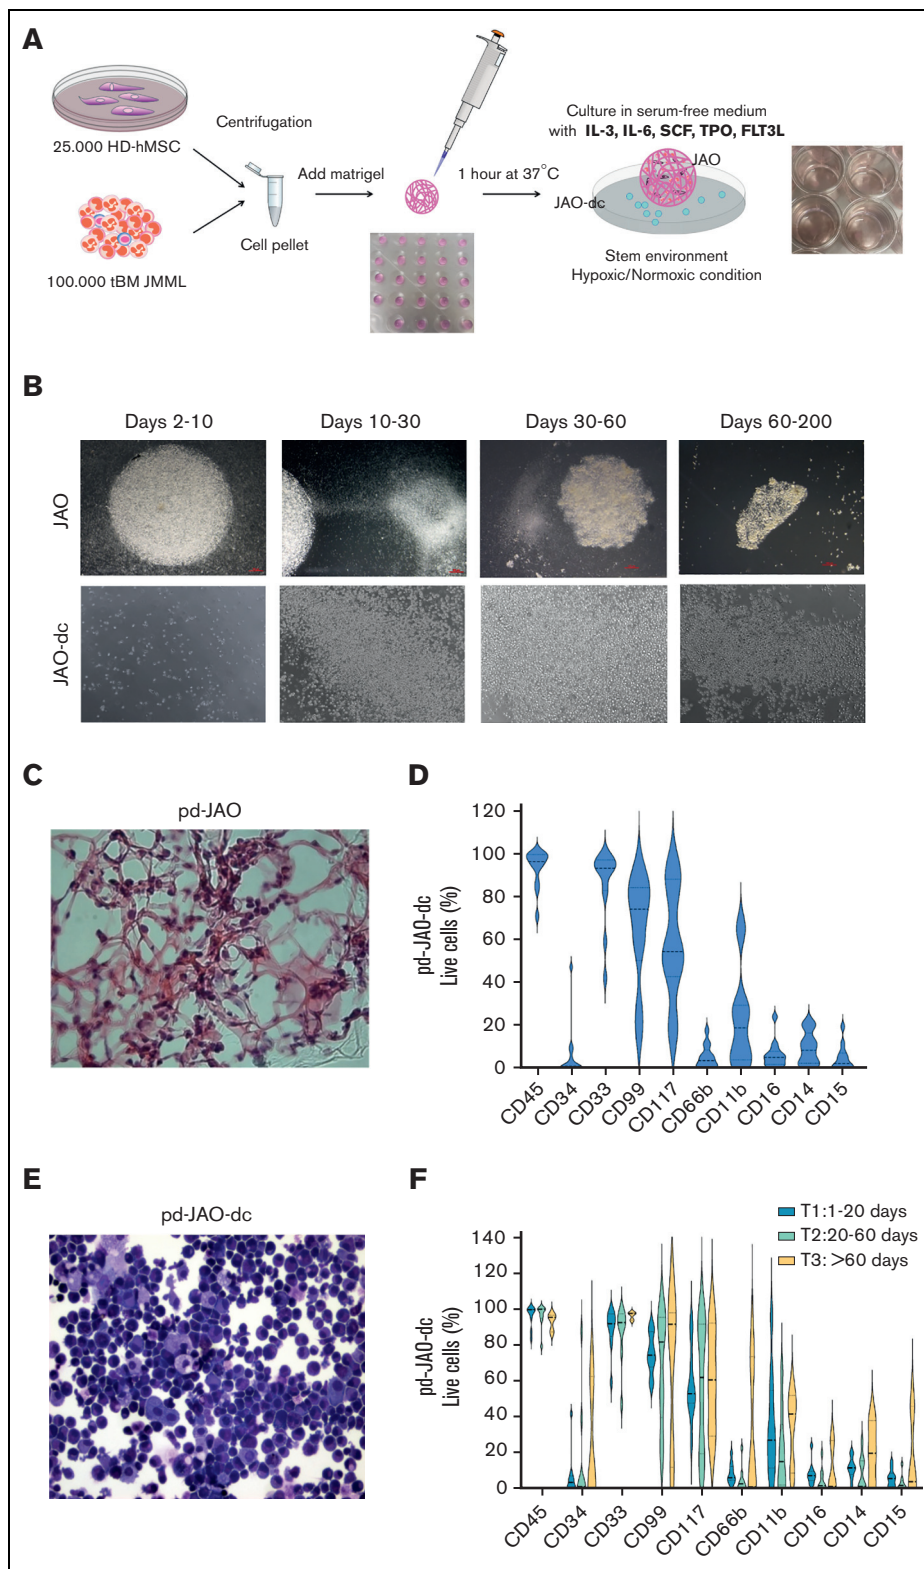 A
Centrifugation
25.000 HD-hMSC
Add matrigel
1 hour at 37°C
Culture in serum-free medium
with IL-3, IL-6, SCF, TPO, FLT3L
JAO
JAO-dc
Cell pellet
100.000 tBM JMML
Stem environment
Hypoxic/Normoxic condition
B
Days 2-10
Days 10-30
Days 30-60
Days 60-200
JAO
JAO-dc
C
pd-JAO
D
pd-JAO-dc
Live cells (%)
120
100
80
60
40
20
0
CD45
CD34
CD33
CD99
CD117
CD66b
CD11b
CD16
CD14
CD15
E
pd-JAO-dc
F
T1:1-20 days
T2:20-60 days
T3: >60 days
pd-JAO-dc
Live cells (%)
140
120
100
80
60
40
20
0
CD45
CD34
CD33
CD99
CD117
CD66b
CD11b
CD16
CD14
CD15